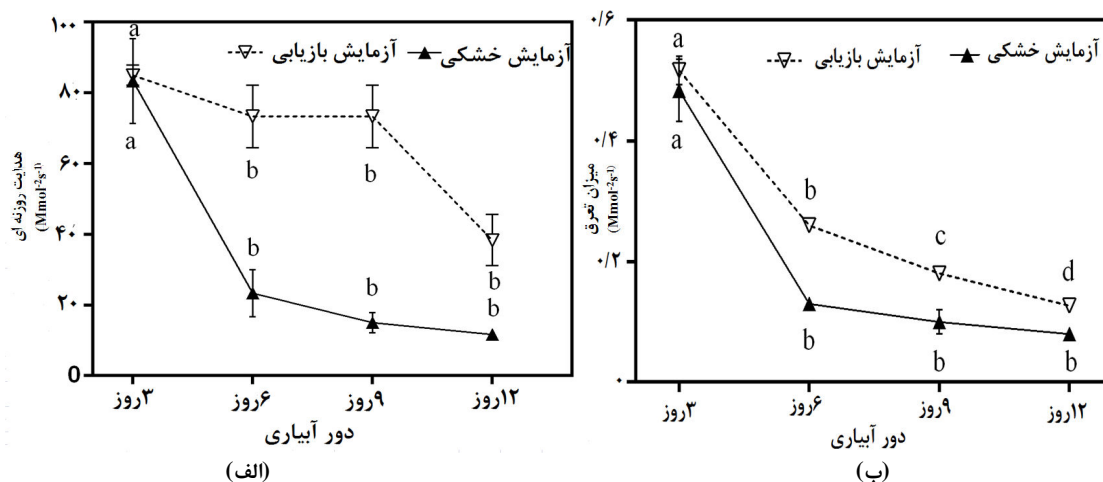 ۱۰۰
۸۰
۶۰
۴۰
۲۰
0
هدایت روزنه ای
(Mmol⁻²s⁻¹)
آزمایش خشکی
آزمایش بازیابی
a
a
b
b
b
b
b
b
۳روز
۶روز
۹روز
۱۲روز
دور آبیاری
(الف)
۰/۶
۰/۴
۰/۲
۰
میزان تعرق
(Mmol⁻²s⁻¹)
آزمایش خشکی
آزمایش بازیابی
a
a
b
c
d
b
b
b
۳روز
۶روز
۹روز
۱۲روز
دور آبیاری
(ب)